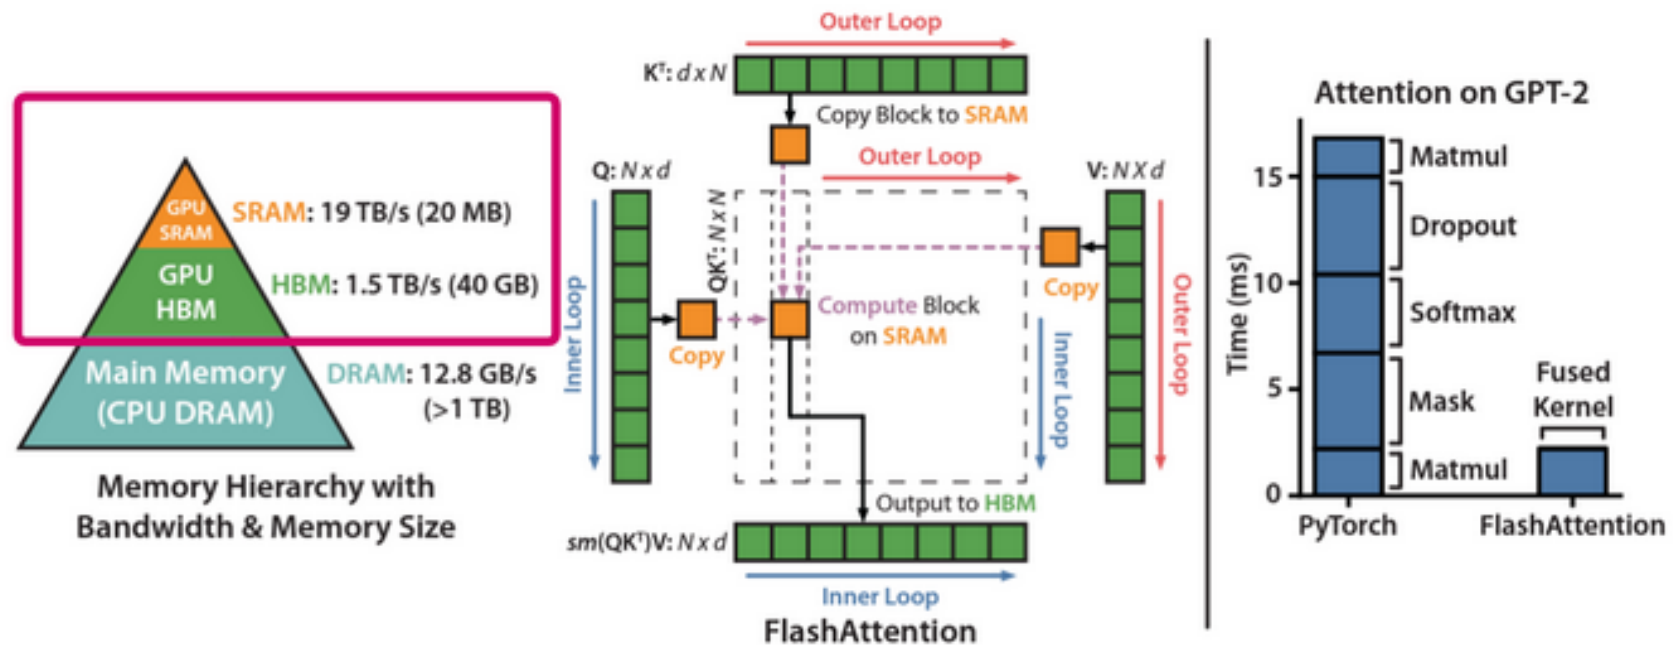 GPU
SRAM
SRAM: 19 TB/s (20 MB)
GPU
HBM
HBM: 1.5 TB/s (40 GB)
Main Memory
(CPU DRAM)
DRAM: 12.8 GB/s
(>1 TB)
Memory Hierarchy with
Bandwidth & Memory Size
Outer Loop
Kᵀ: d x N
Copy Block to SRAM
Outer Loop
Q: N x d
V: N X d
QKᵀ: N x N
Copy
Compute Block
on SRAM
Copy
Inner Loop
Inner Loop
Outer Loop
Output to HBM
sm(QKᵀ)V: N x d
Inner Loop
FlashAttention
Attention on GPT-2
Time (ms)
15
10
5
0
Matmul
Dropout
Softmax
Mask
Matmul
Fused
Kernel
PyTorch
FlashAttention